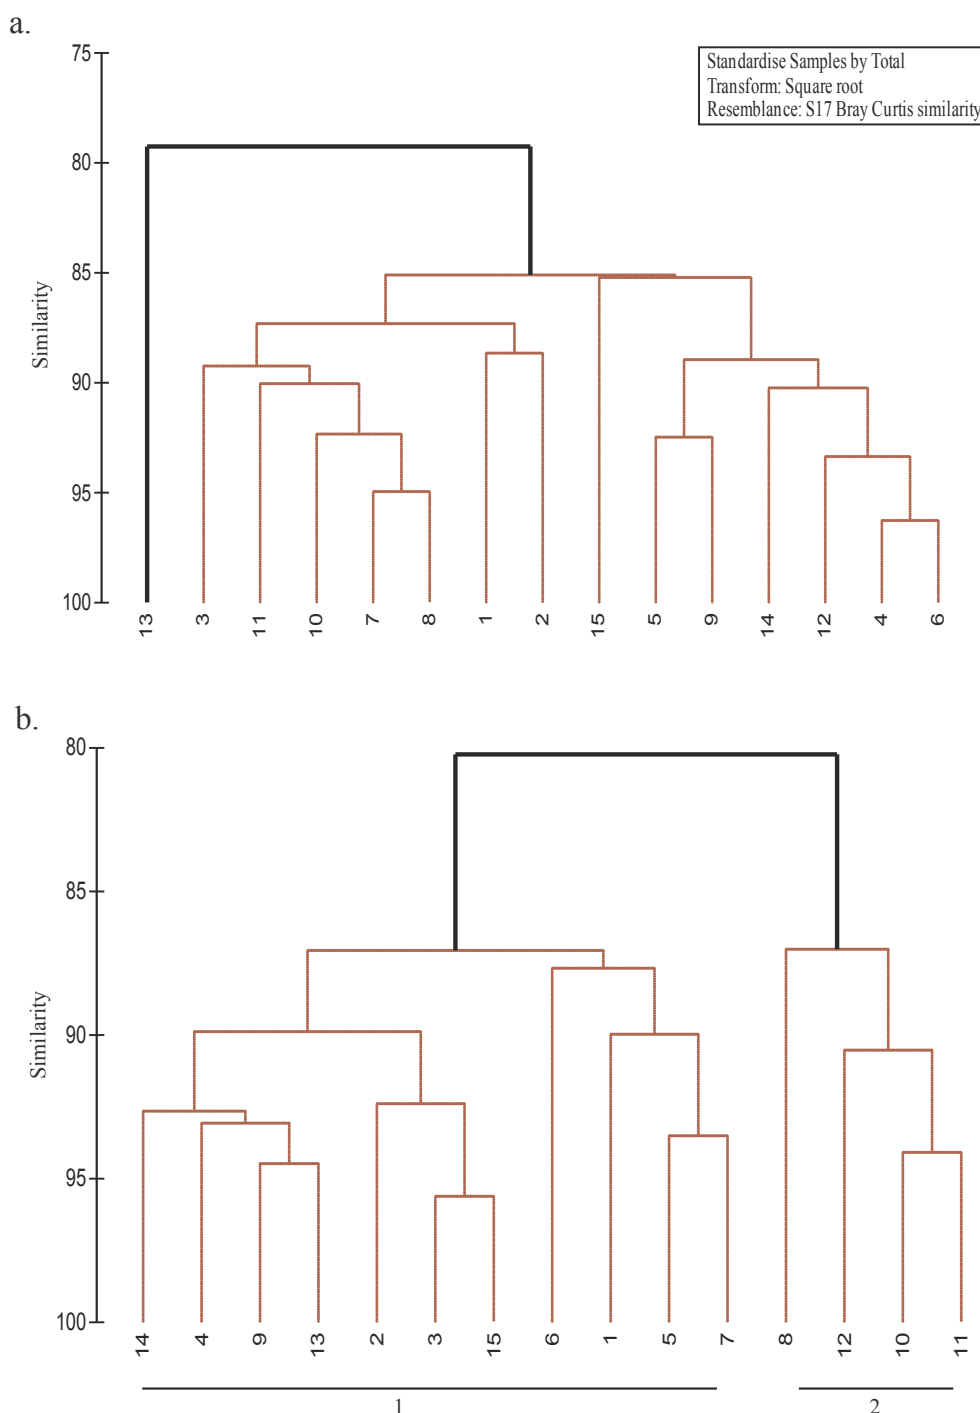 a.
75
80
85
90
95
100
Similarity
Standardise Samples by Total
Transform: Square root
Resemblance: S17 Bray Curtis similarity
13 3 11 10 7 8 1 2 15 5 9 14 12 4 6
b.
80
85
90
95
100
Similarity
14 4 9 13 2 3 15 6 1 5 7 8 12 10 11
1 2